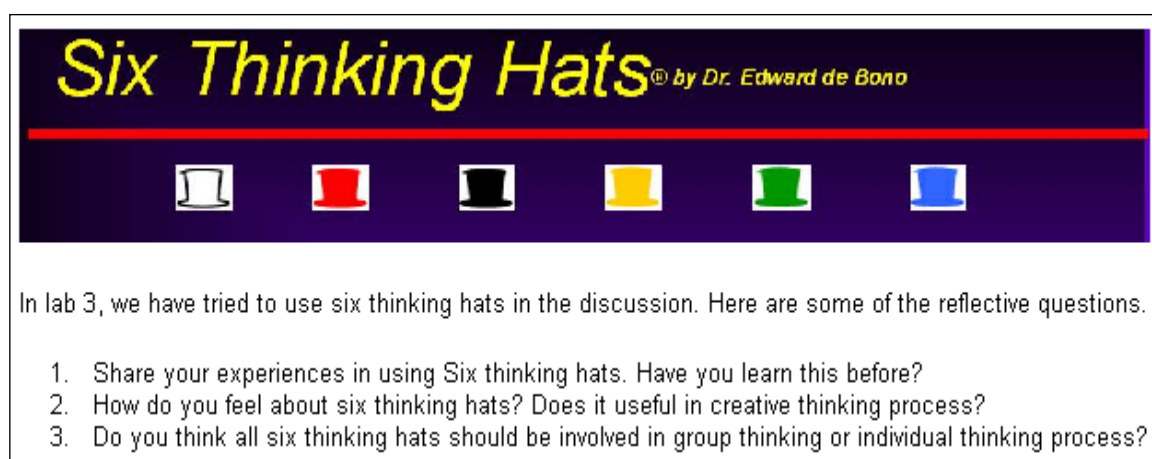 Six Thinking Hats® by Dr. Edward de Bono
In lab 3, we have tried to use six thinking hats in the discussion. Here are some of the reflective questions.
1. Share your experiences in using Six thinking hats. Have you learn this before?
2. How do you feel about six thinking hats? Does it useful in creative thinking process?
3. Do you think all six thinking hats should be involved in group thinking or individual thinking process?